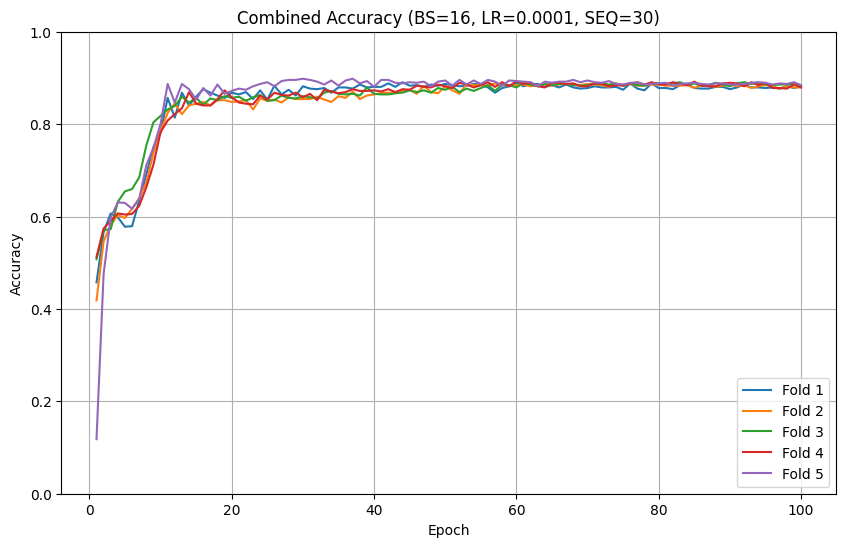 Combined Accuracy (BS=16, LR=0.0001, SEQ=30)
1.0
0.8
0.6
0.4
0.2
0.0
Accuracy
0
20
40
60
80
100
Epoch
Fold 1
Fold 2
Fold 3
Fold 4
Fold 5